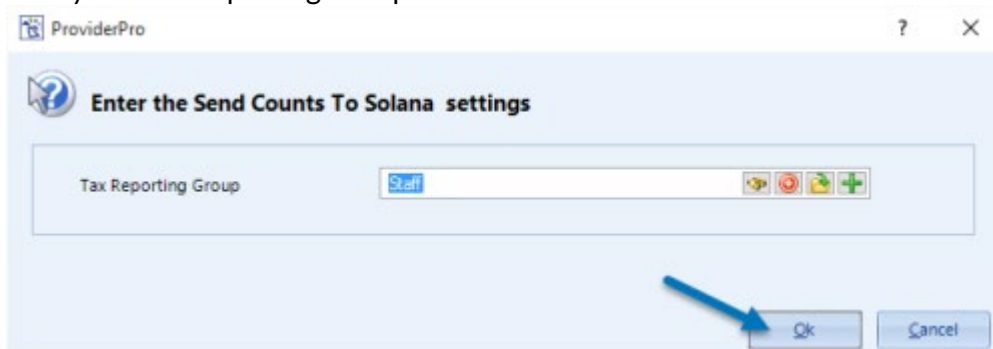 ProviderPro
Enter the Send Counts To Solana settings
Tax Reporting Group Staff
Ok Cancel